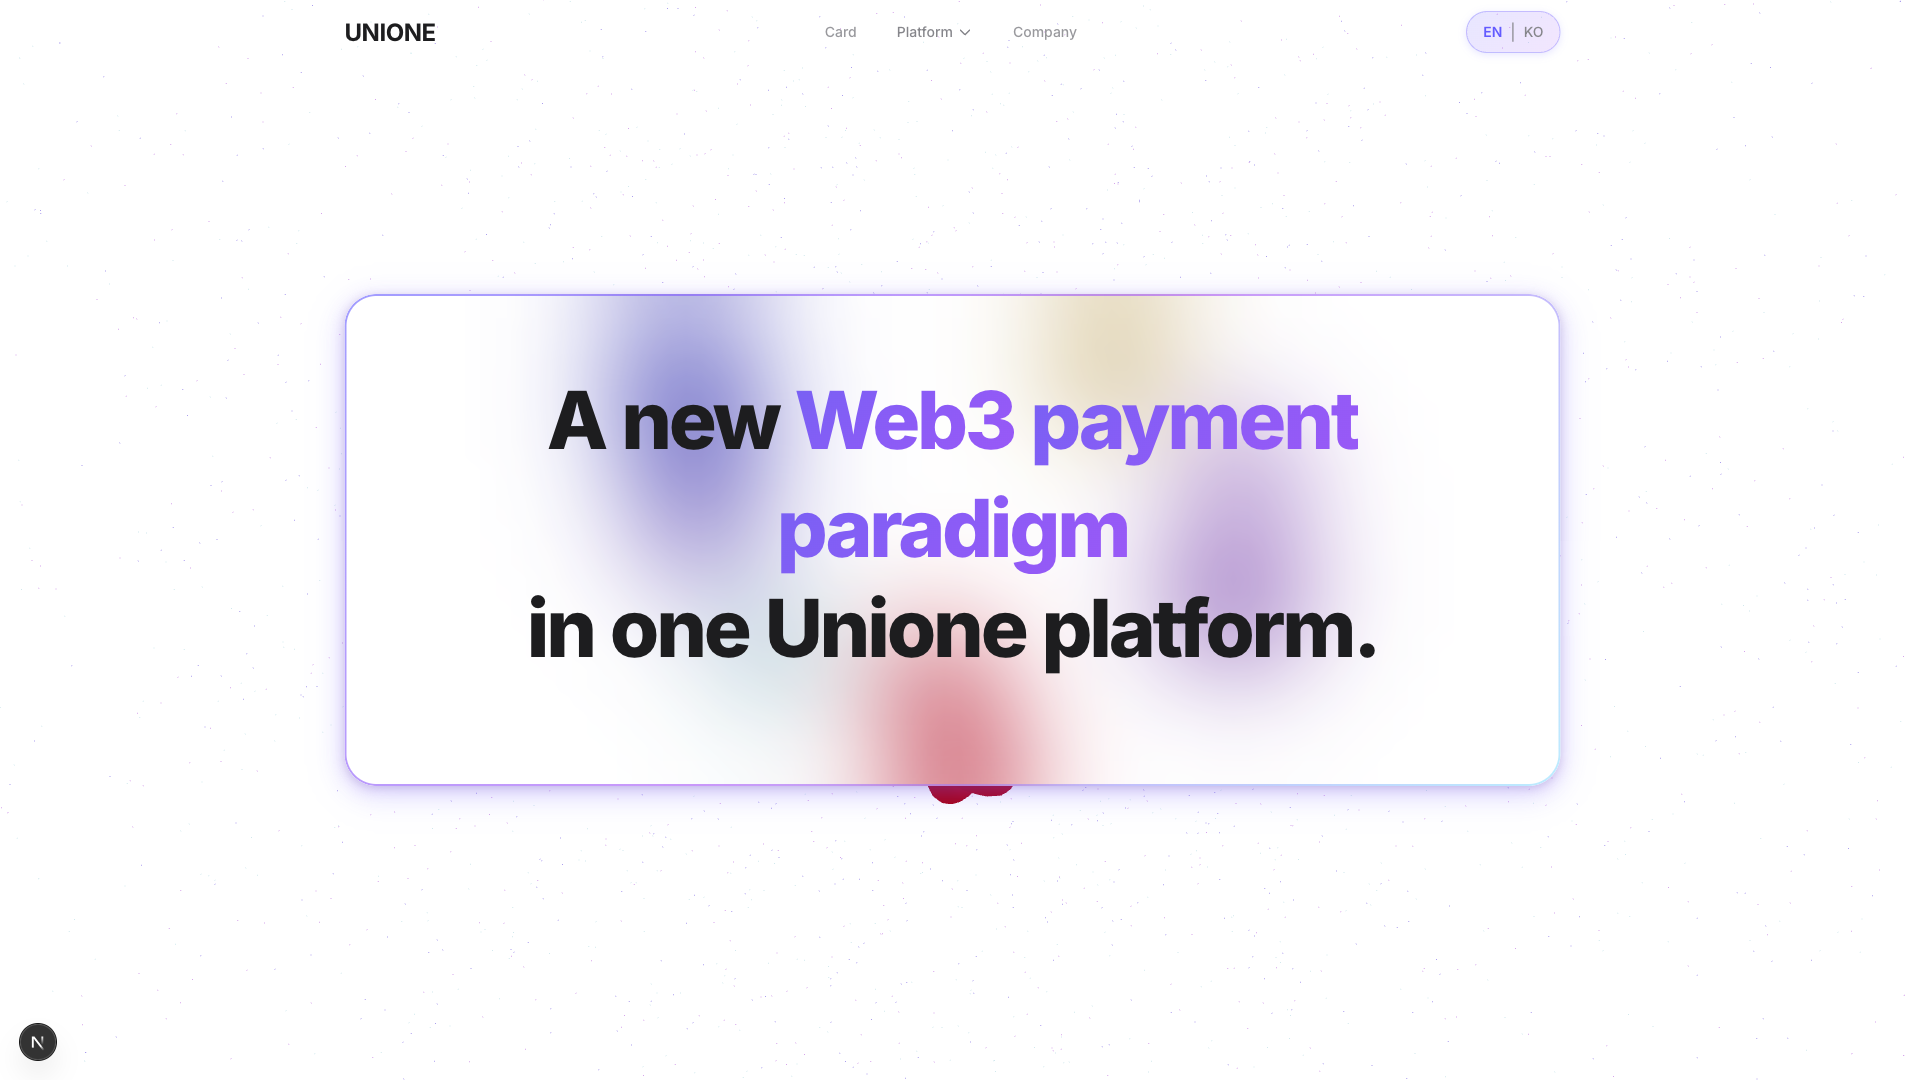 UNIONE
Card
Platform
Company
EN | KO
A new Web3 payment
paradigm
in one Unione platform.
N